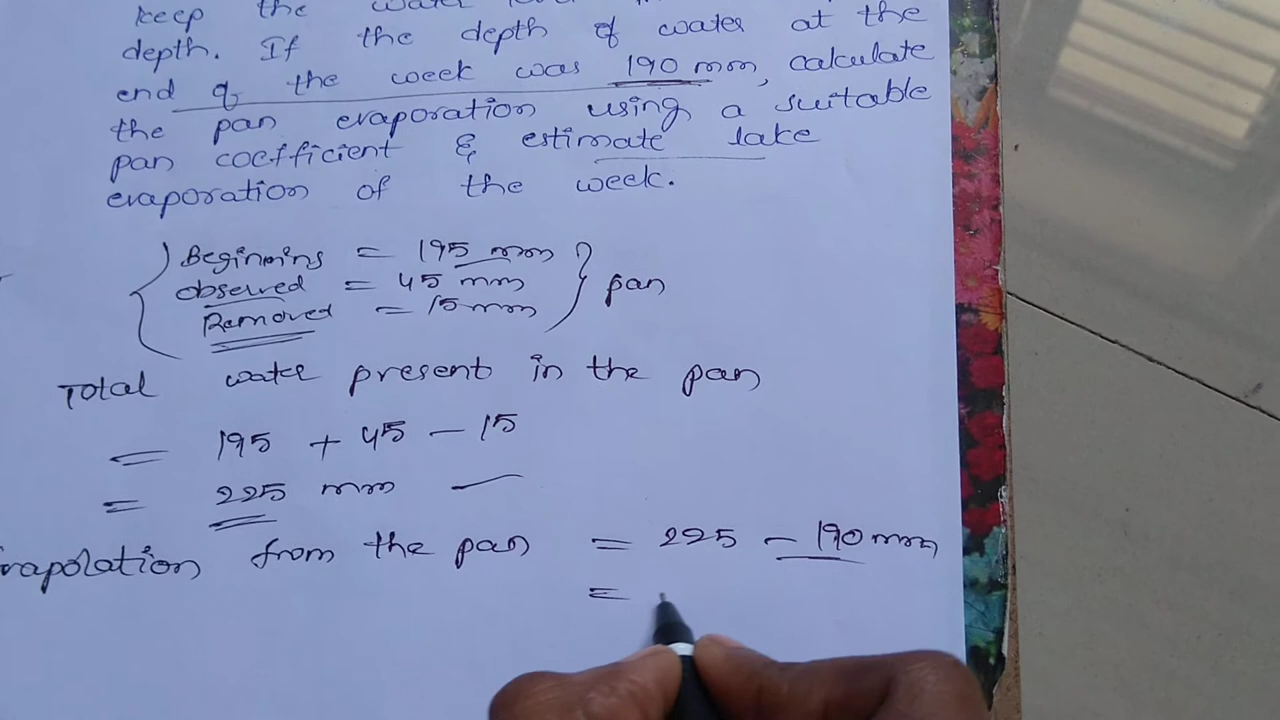 keep the water
depth. If the depth of water at the
end of the week was 190 mm, calculate
the pan evaporation using a suitable
pan coefficient & estimate lake
evaporation of the week.
Beginning = 195 mm
observed = 45 mm pan
Removed = 15 mm
Total water present in the pan
= 195 + 45 - 15
= 225 mm
vapolation from the pan = 225 - 190 mm
=